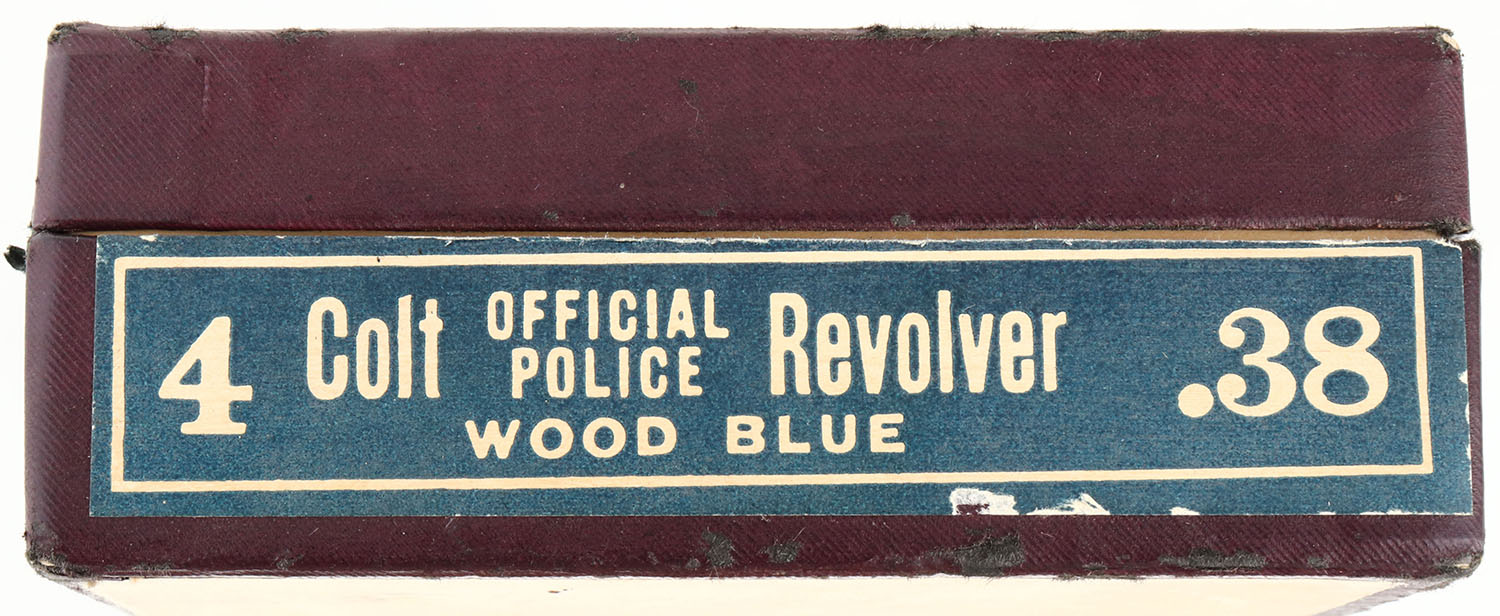 4 Colt OFFICIAL POLICE Revolver .38
WOOD BLUE